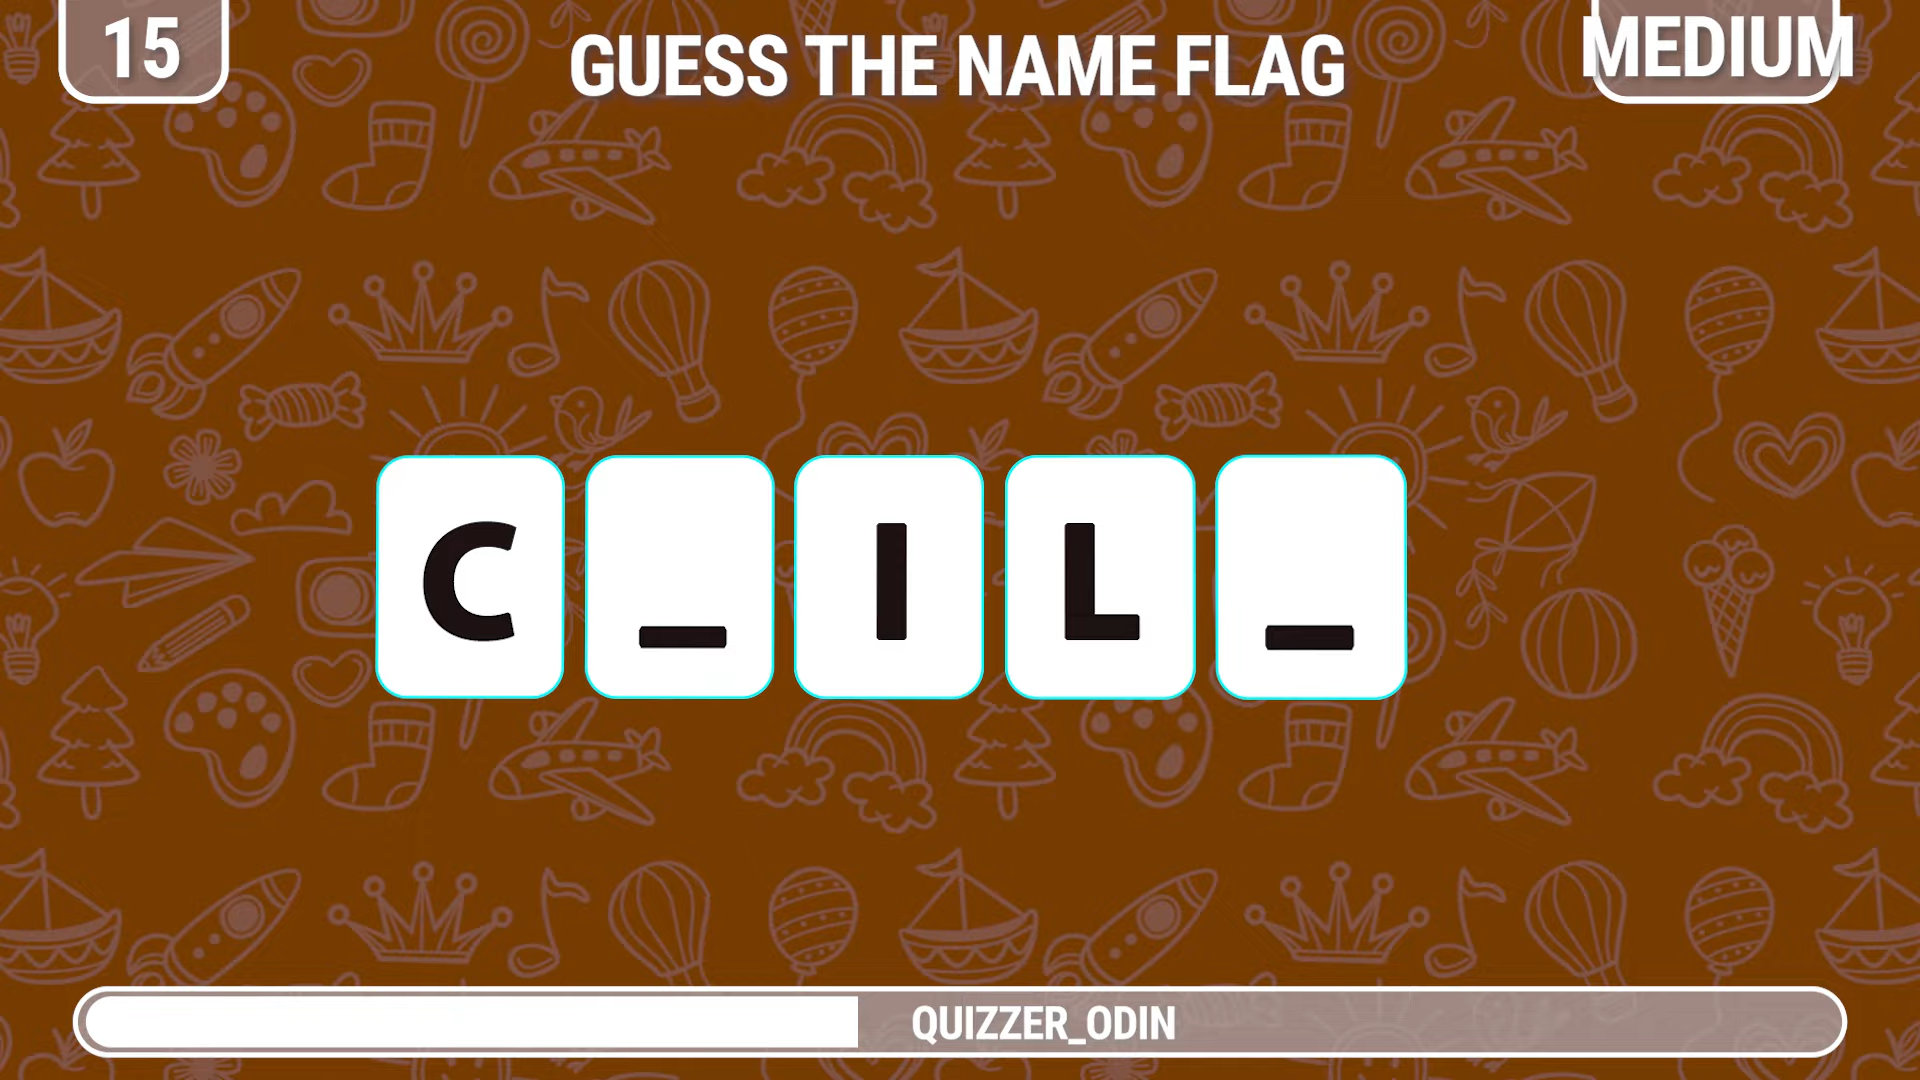 15
GUESS THE NAME FLAG
MEDIUM
C _ I L _
QUIZZER_ODIN